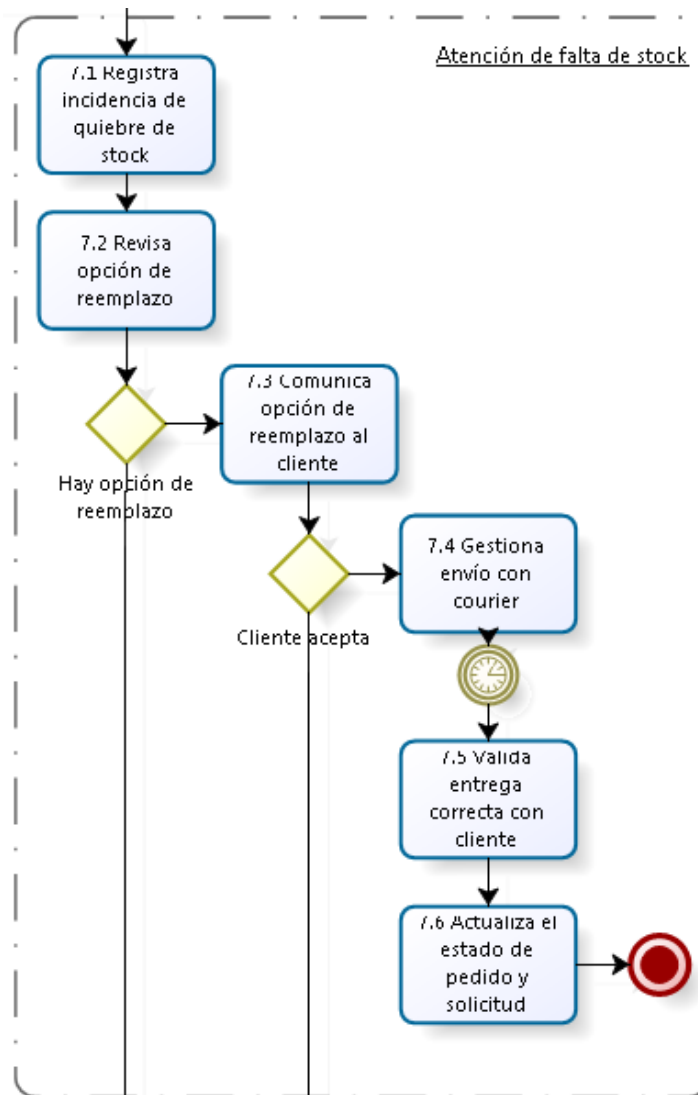 Atención de falta de stock
7.1 Registra
incidencia de
quiebre de
stock
7.2 Revisa
opción de
reemplazo
Hay opción de
reemplazo
7.3 Comunica
opción de
reemplazo al
cliente
Cliente acepta
7.4 Gestiona
envío con
courier
7.5 Valida
entrega
correcta con
cliente
7.6 Actualiza el
estado de
pedido y
solicitud